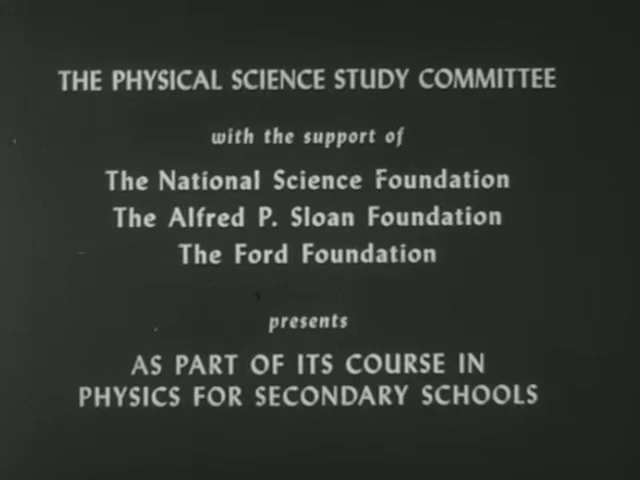 THE PHYSICAL SCIENCE STUDY COMMITTEE
with the support of
The National Science Foundation
The Alfred P. Sloan Foundation
The Ford Foundation
presents
AS PART OF ITS COURSE IN
PHYSICS FOR SECONDARY SCHOOLS